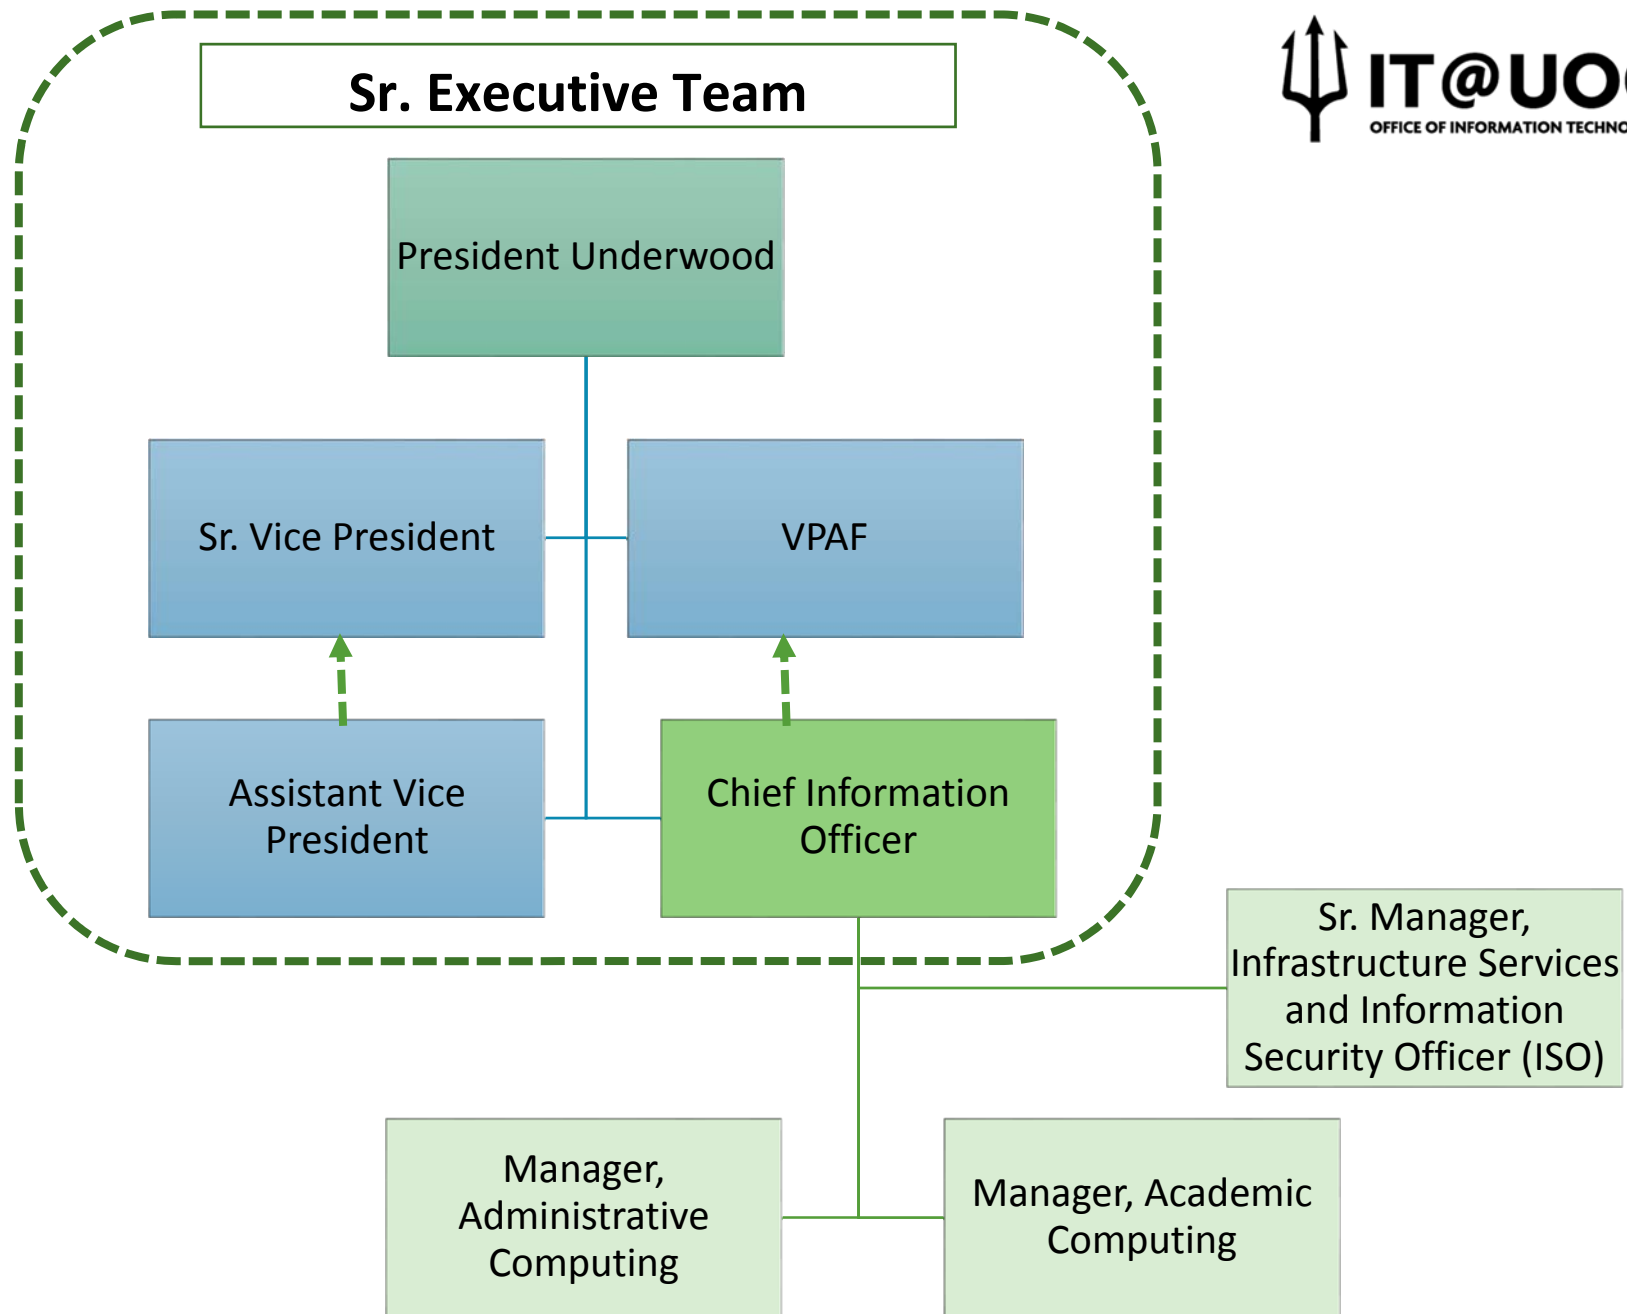 Sr. Executive Team
IT@UO
OFFICE OF INFORMATION
President Underwood
Sr. Vice President
VPAF
Assistant Vice
President
Chief Information
Officer
Sr. Manager,
Infrastructure Services
and Information
Security Officer (ISO)
Manager,
Administrative
Computing
Manager, Academic
Computing